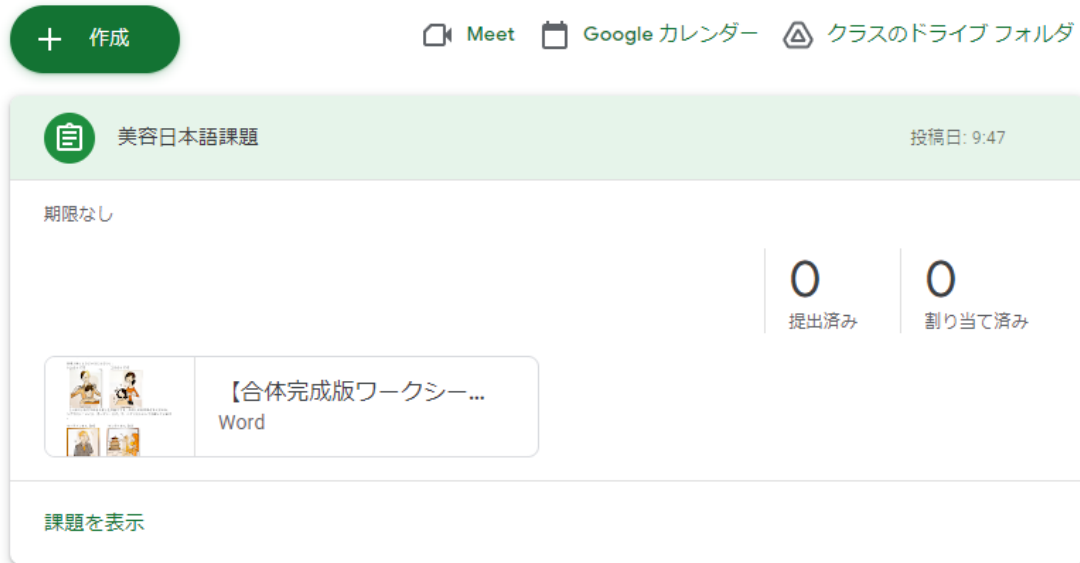 作成
Meet
Google カレンダー
クラスのドライブ フォルダ
美容日本語課題
投稿日: 9:47
期限なし
0
提出済み
0
割り当て済み
【合体完成版ワークシー...
Word
課題を表示